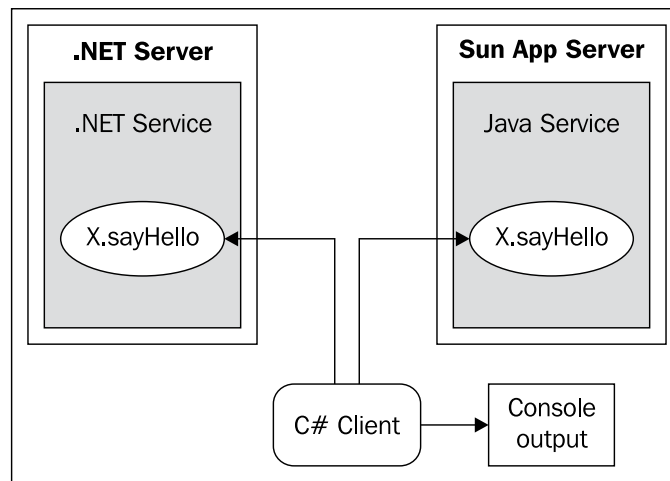 .NET Server
.NET Service
X.sayHello
Sun App Server
Java Service
X.sayHello
C# Client
Console
output